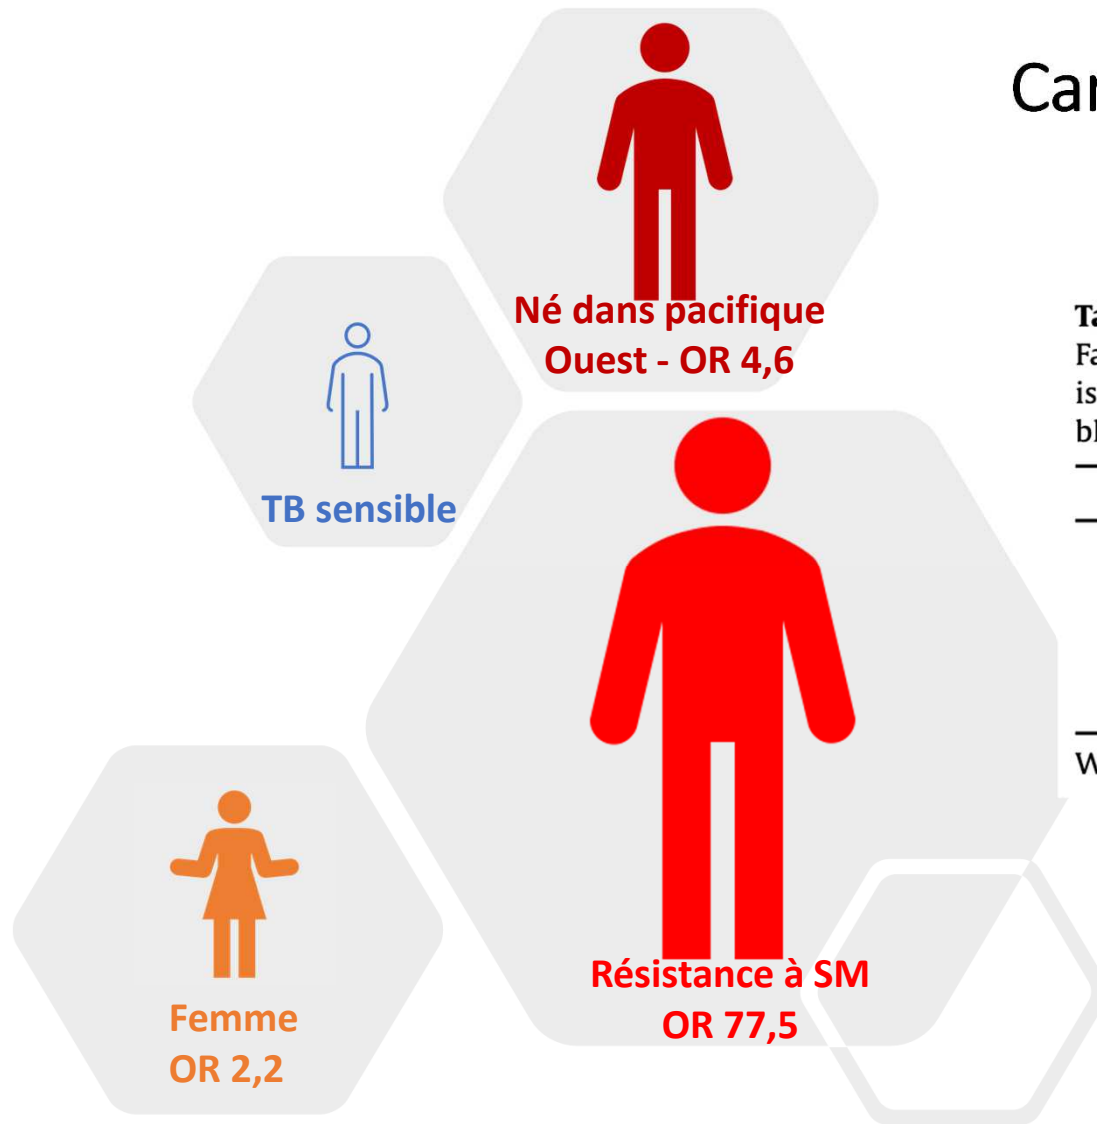 Né dans pacifique
Ouest - OR 4,6
TB sensible
Résistance à SM
OR 77,5
Femme
OR 2,2